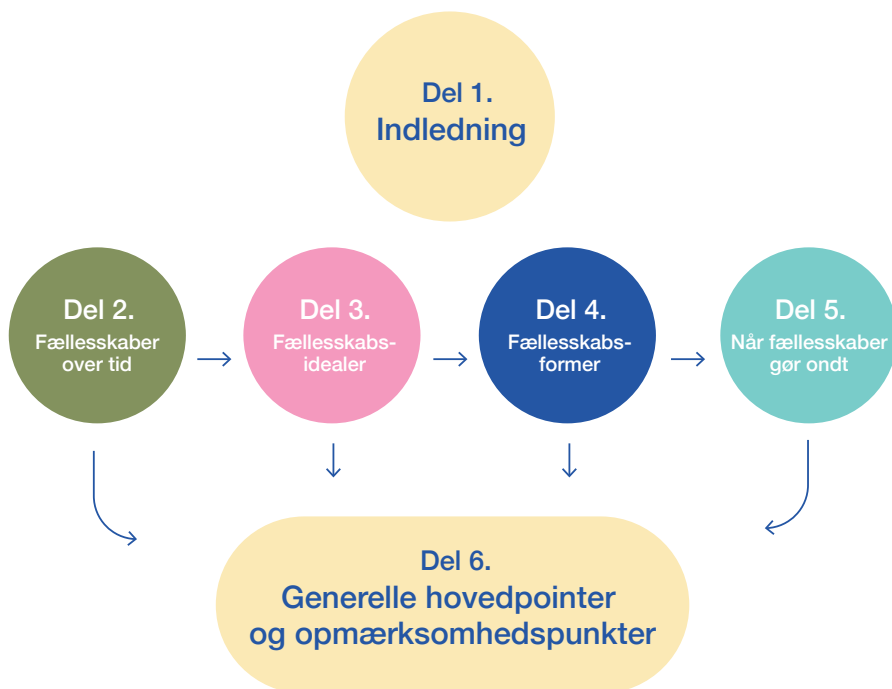 Del 1.
Indledning
Del 2.
Fællesskaber
over tid
Del 3.
Fællesskabs-
idealer
Del 4.
Fællesskabs-
former
Del 5.
Når fællesskaber
gør ondt
Del 6.
Generelle hovedpointer
og opmærksomhedspunkter